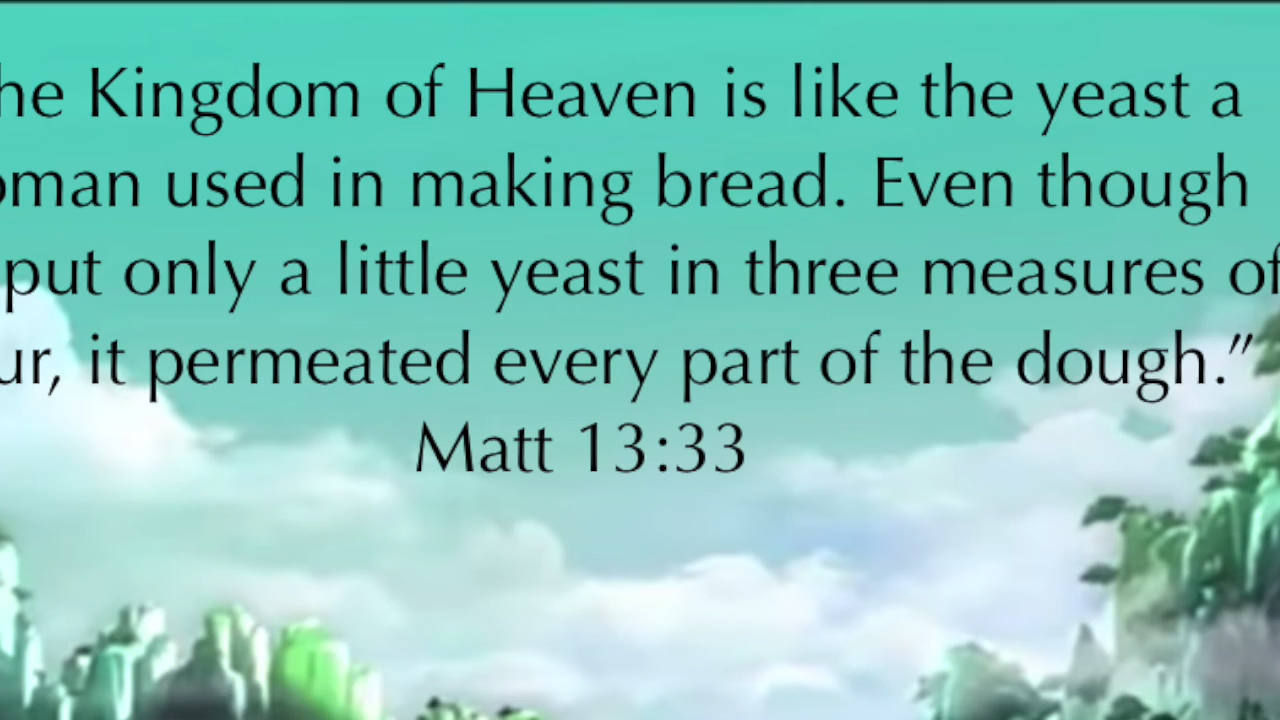 he Kingdom of Heaven is like the yeast a
oman used in making bread. Even though
put only a little yeast in three measures of
ur, it permeated every part of the dough.”
Matt 13:33